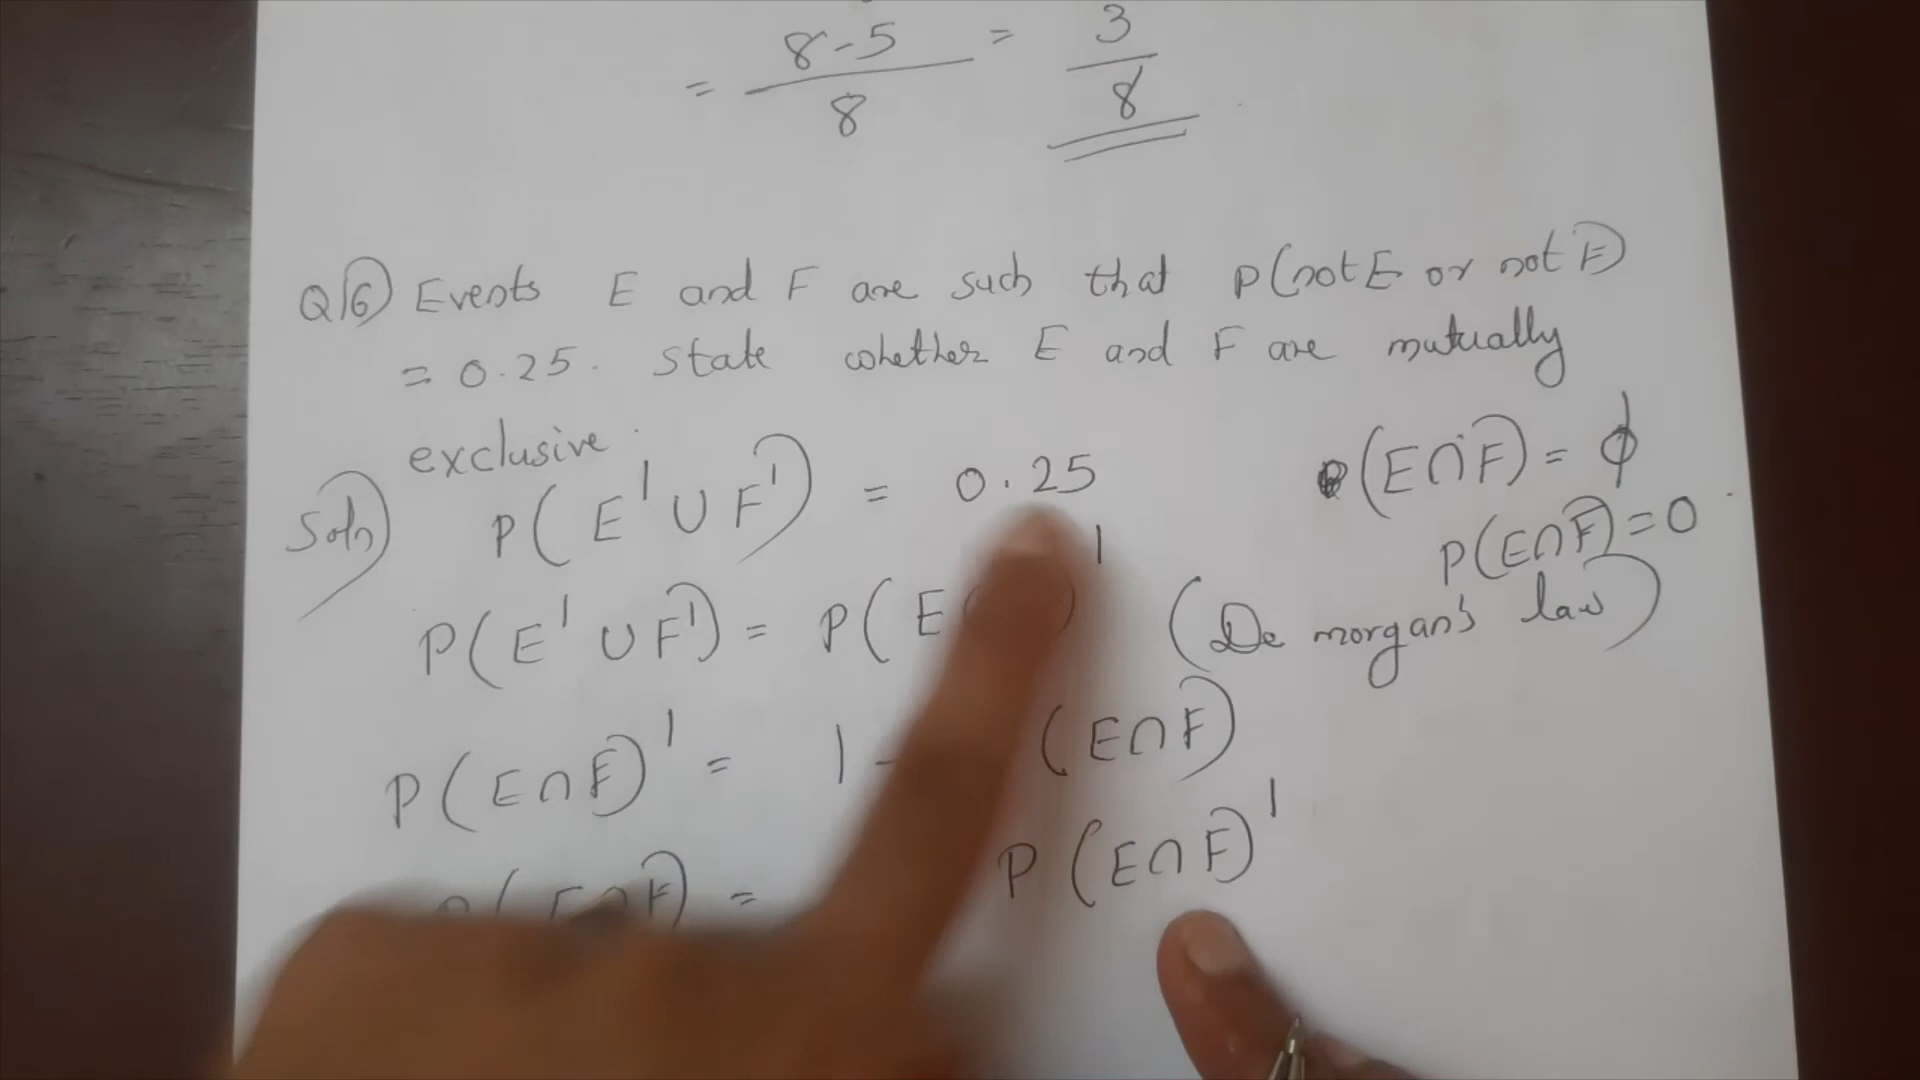 = 8-5 / 8 = 3 / 8
Q16) Events E and F are such that P(not E or not F)
= 0.25. State whether E and F are mutually
exclusive.
Soln) P(E' ∪ F') = 0.25
(E∩F) = ϕ
P(E∩F) = 0
P(E' ∪ F') = P(E )' (De morgan's law)
P(E∩F)' = 1 - (E∩F)
P(E∩F) = P(E∩F)'